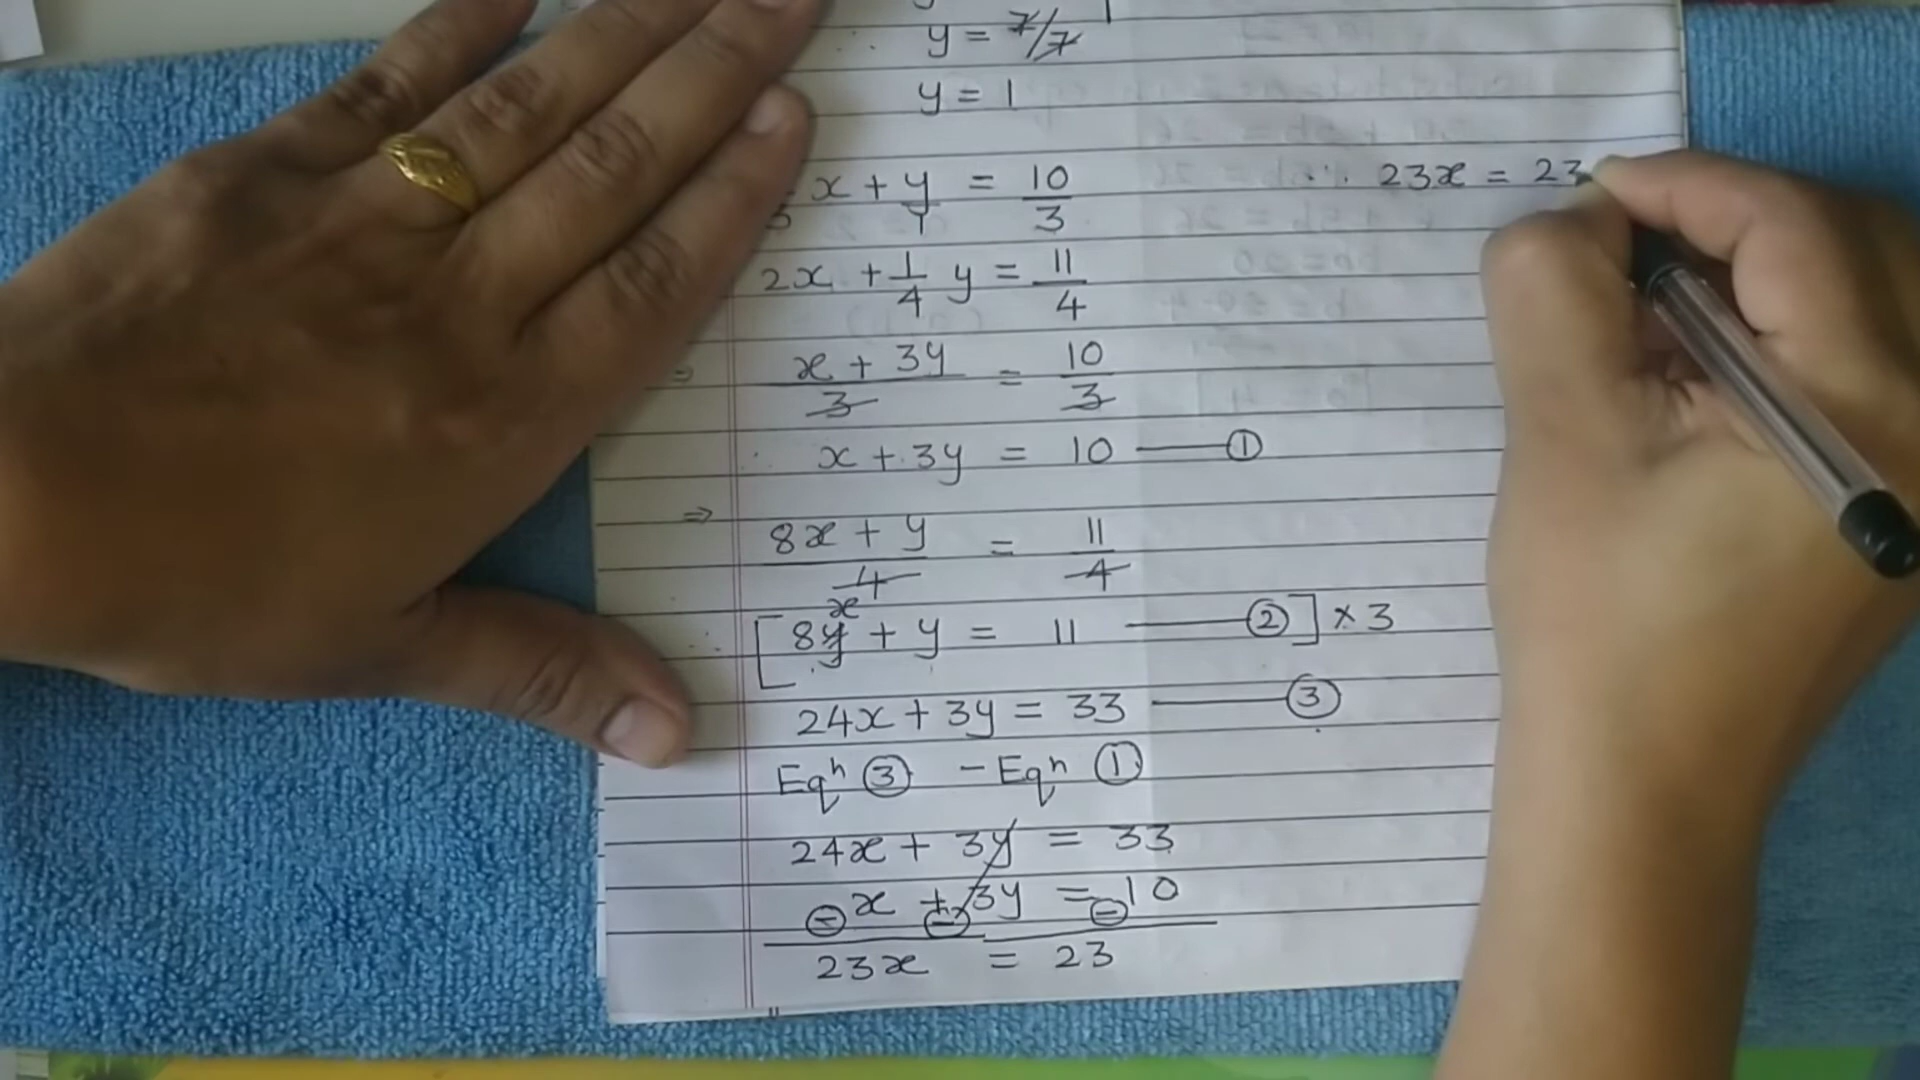 y = 7/7
y = 1
x + y/1 = 10/3
2x + 1/4 y = 11/4
⇒ (x + 3y)/3 = 10/3
x + 3y = 10 —— ①
⇒ (8x + y)/4 = 11/4
∴ [8x + y = 11 —— ②] × 3
24x + 3y = 33 —— ③
Eqⁿ ③ - Eqⁿ ①
24x + 3y = 33
x + 3y = 10
⊖ ⊖ ⊖
23x = 23
∴ 23x = 23